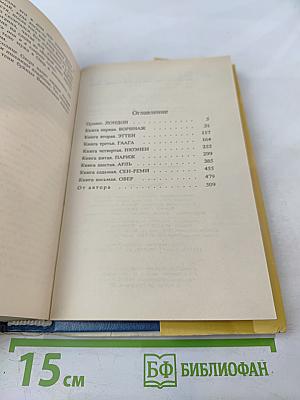 Оглавление
Пролог. ЛОНДОН . . . . . . . . 5
Книга первая. БОРИНАЖ . . . . . . 31
Книга вторая. ЭТТЕН . . . . . . . 117
Книга третья. ГААГА . . . . . . . 164
Книга четвертая. НЮЭНЕН . . . . . 252
Книга пятая. ПАРИЖ . . . . . . . 299
Книга шестая. АРЛЬ . . . . . . . 385
Книга седьмая. СЕН-РЕМИ . . . . . 455
Книга восьмая. ОВЕР . . . . . . . 479
От автора . . . . . . . . . . 509
15 см
БФ БИБЛИОФАН